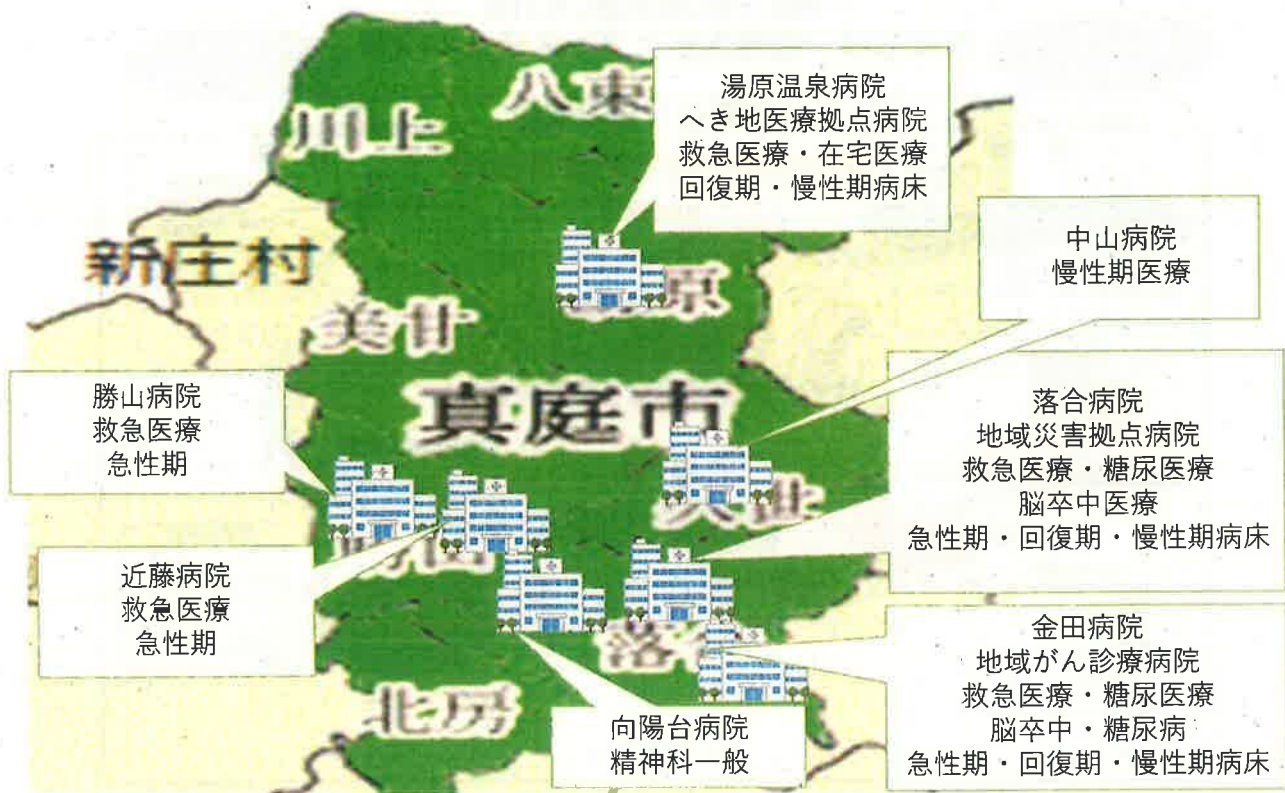 八束
湯原温泉病院
へき地医療拠点病院
救急医療・在宅医療
回復期・慢性期病床
川上
中山病院
慢性期医療
新庄村
原
美甘
勝山病院
救急医療
急性期
真庭市
落合病院
地域災害拠点病院
救急医療・糖尿医療
脳卒中医療
急性期・回復期・慢性期病床
近藤病院
救急医療
急性期
落
金田病院
地域がん診療病院
救急医療・糖尿医療
脳卒中・糖尿病
急性期・回復期・慢性期病床
北房
向陽台病院
精神科一般